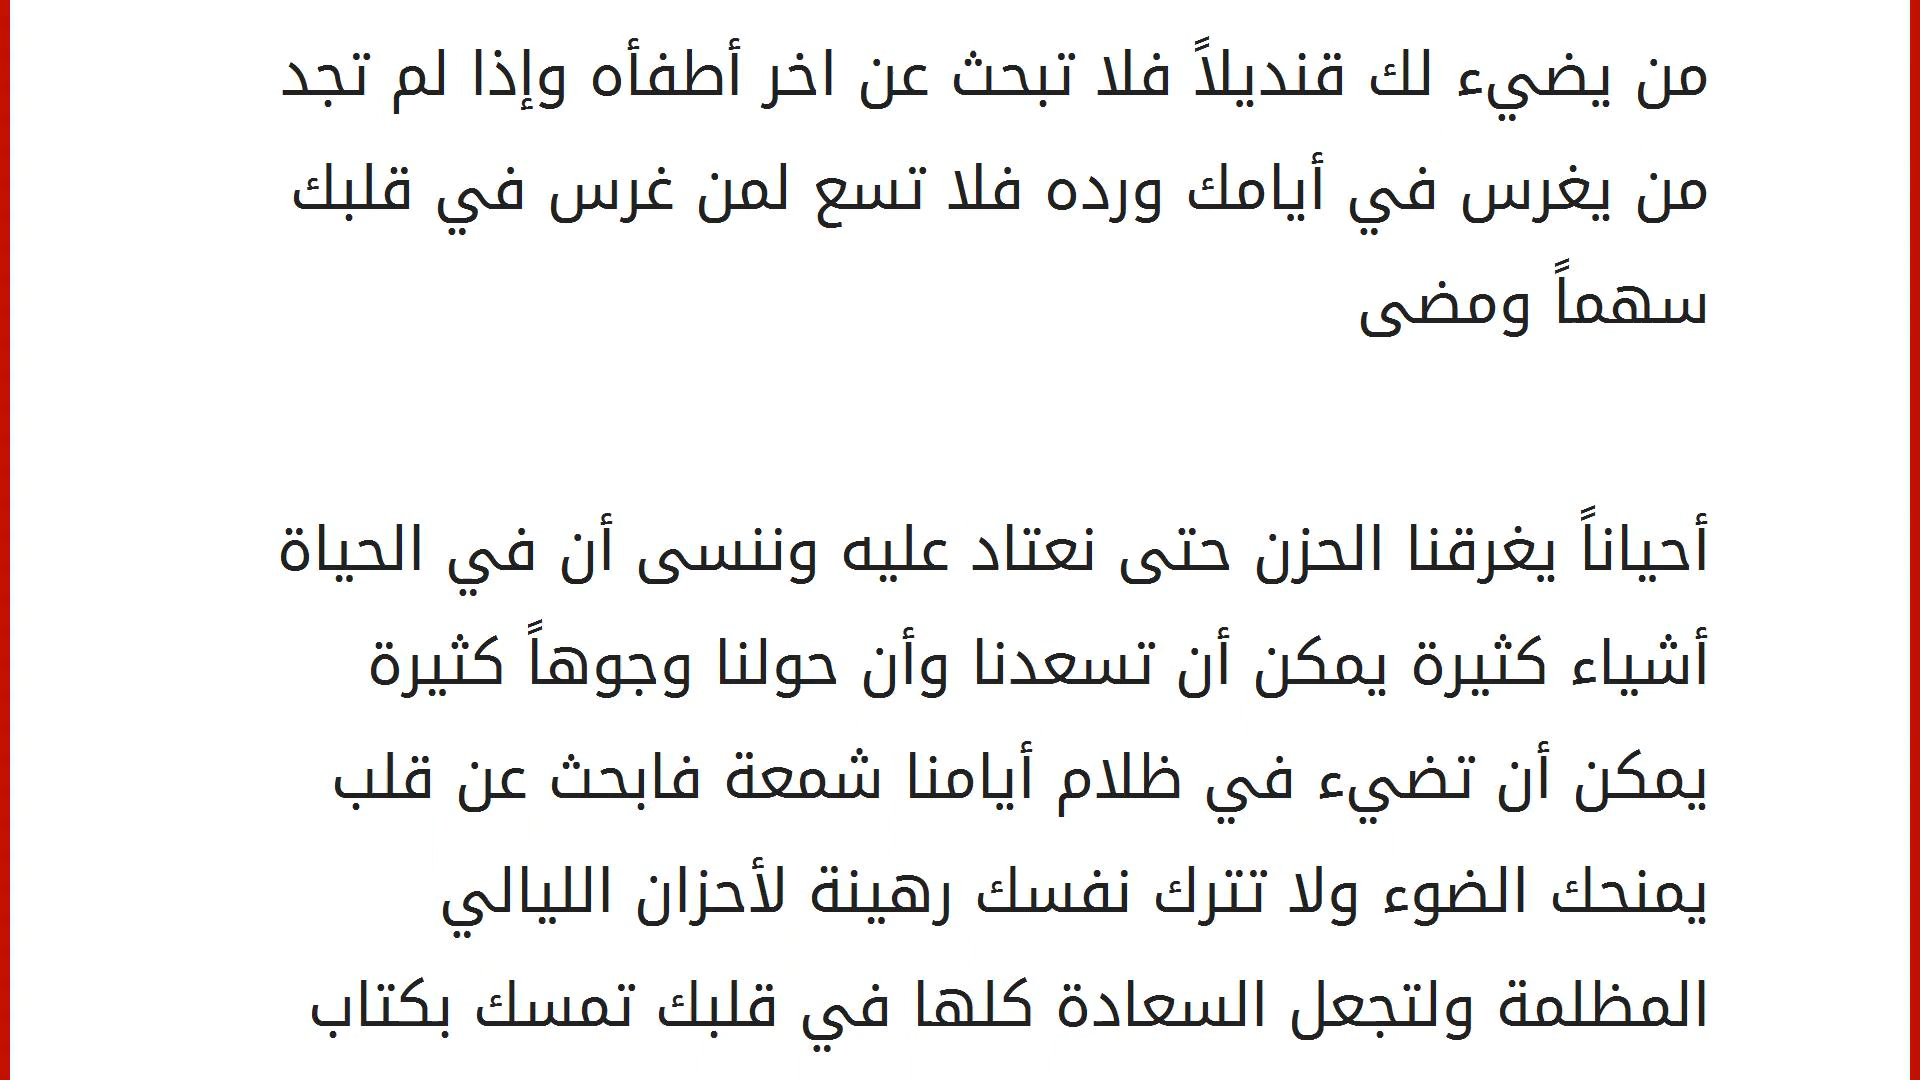 من يضيء لك قنديلاً فلا تبحث عن اخر أطفأه وإذا لم تجد
من يغرس في أيامك ورده فلا تسع لمن غرس في قلبك
سهماً ومضى
أحياناً يغرقنا الحزن حتى نعتاد عليه وننسى أن في الحياة
أشياء كثيرة يمكن أن تسعدنا وأن حولنا وجوهاً كثيرة
يمكن أن تضيء في ظلام أيامنا شمعة فابحث عن قلب
يمنحك الضوء ولا تترك نفسك رهينة لأحزان الليالي
المظلمة ولتجعل السعادة كلها في قلبك تمسك بكتاب